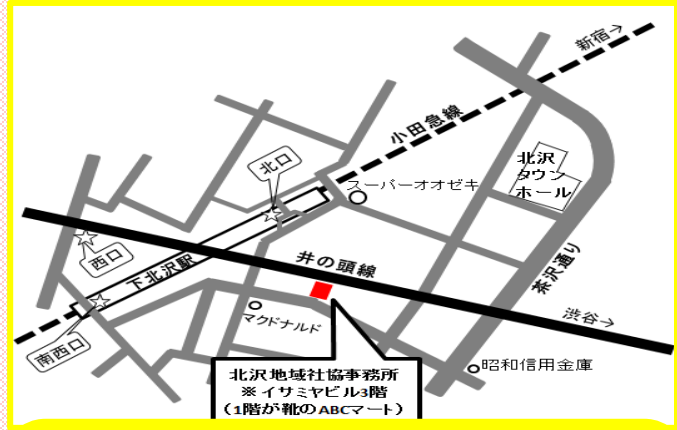 新宿→
小田急線
北沢
タウン
ホール
北口
スーパーオオゼキ
西口
下北沢駅
井の頭線
茶沢通り
渋谷→
マクドナルド
南西口
昭和信用金庫
北沢地域社協事務所
※イサミヤビル3階
(1階が靴のABCマート)